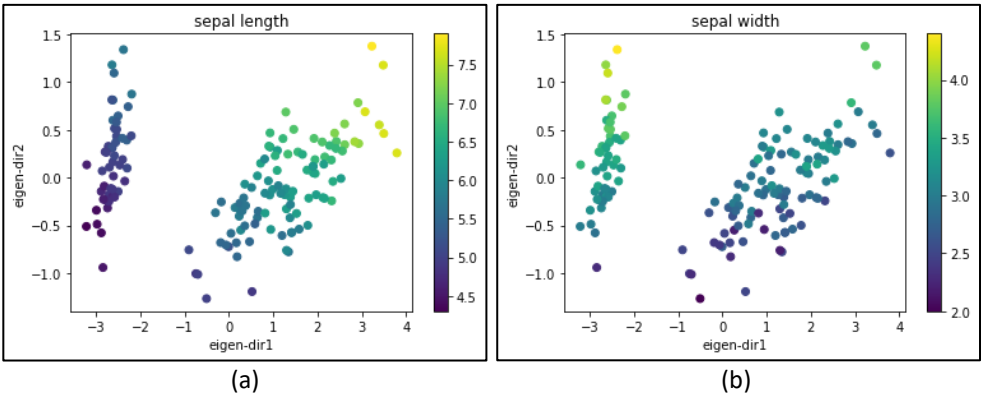 sepal length
1.5
1.0
0.5
0.0
−0.5
−1.0
eigen-dir2
−3 −2 −1 0 1 2 3 4
eigen-dir1
7.5
7.0
6.5
6.0
5.5
5.0
4.5
(a)
sepal width
1.5
1.0
0.5
0.0
−0.5
−1.0
eigen-dir2
−3 −2 −1 0 1 2 3 4
eigen-dir1
4.0
3.5
3.0
2.5
2.0
(b)